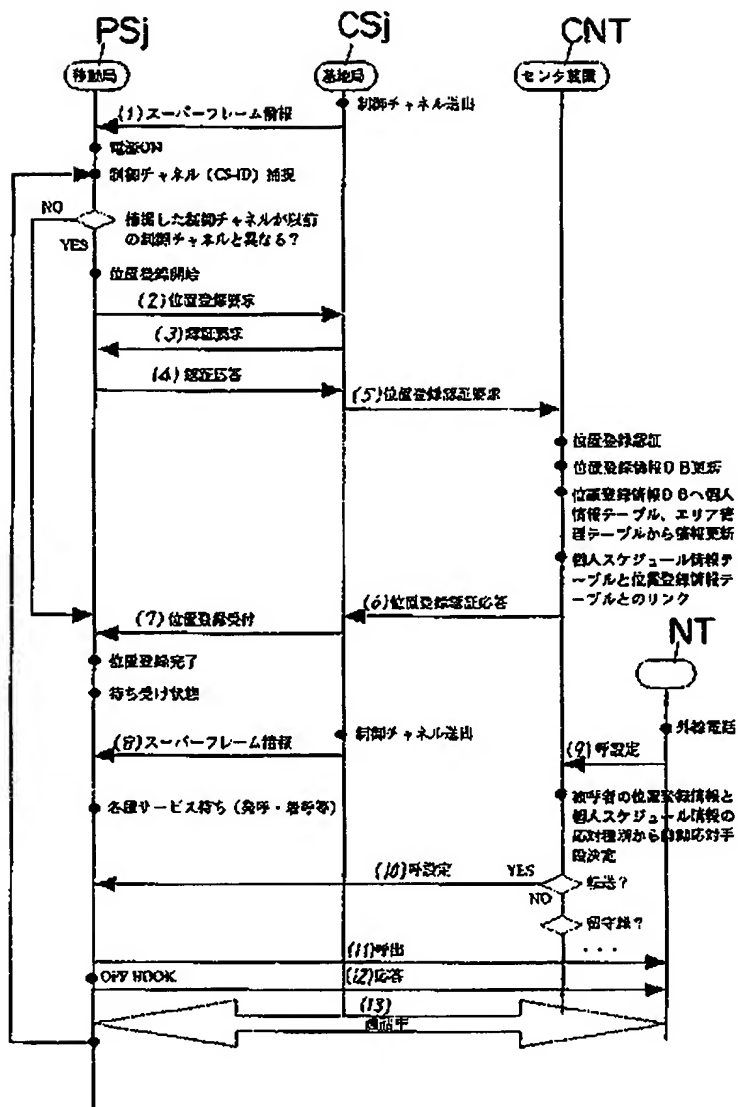 PSj
CSj
CNT
移動局
基地局
センタ装置
制御チャネル送出
(1)スーパーフレーム情報
電源ON
制御チャネル (CS-ID) 捕捉
NO
捕捉した制御チャネルが以前
の制御チャネルと異なる?
YES
位置登録開始
(2)位置登録要求
(3)認証要求
(4)認証応答
(5)位置登録認証要求
位置登録認証
位置登録情報DB更新
位置登録情報DBへ個人
情報テーブル、エリア管
理テーブルから情報更新
個人スケジュール情報テ
ーブルと位置登録情報テ
ーブルとのリンク
(6)位置登録認証応答
(7)位置登録受付
NT
位置登録完了
待ち受け状態
制御チャネル送出
外線電話
(8)スーパーフレーム情報
(9)呼設定
各種サービス待ち (発呼・着呼等)
被呼者の位置登録情報と
個人スケジュール情報の
応対種別から自動応対手
段決定
(10)呼設定
YES
転送?
NO
留守録?
・・・
(11)呼出
OFF HOOK
(12)応答
(13)
通話中